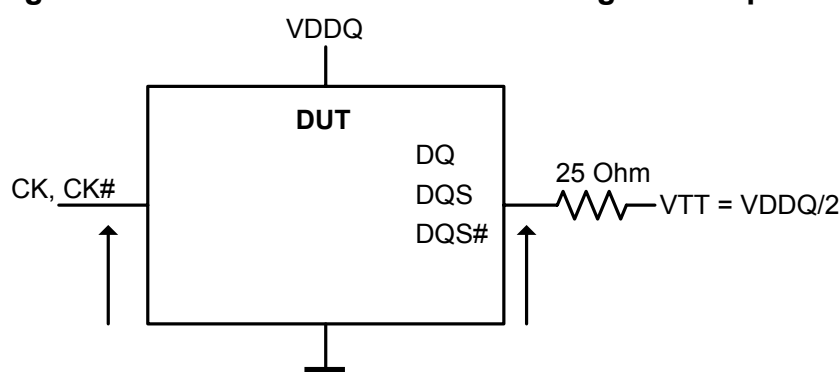 VDDQ
DUT
DQ
CK, CK#
DQS
DQS#
25 Ohm
VTT = VDDQ/2